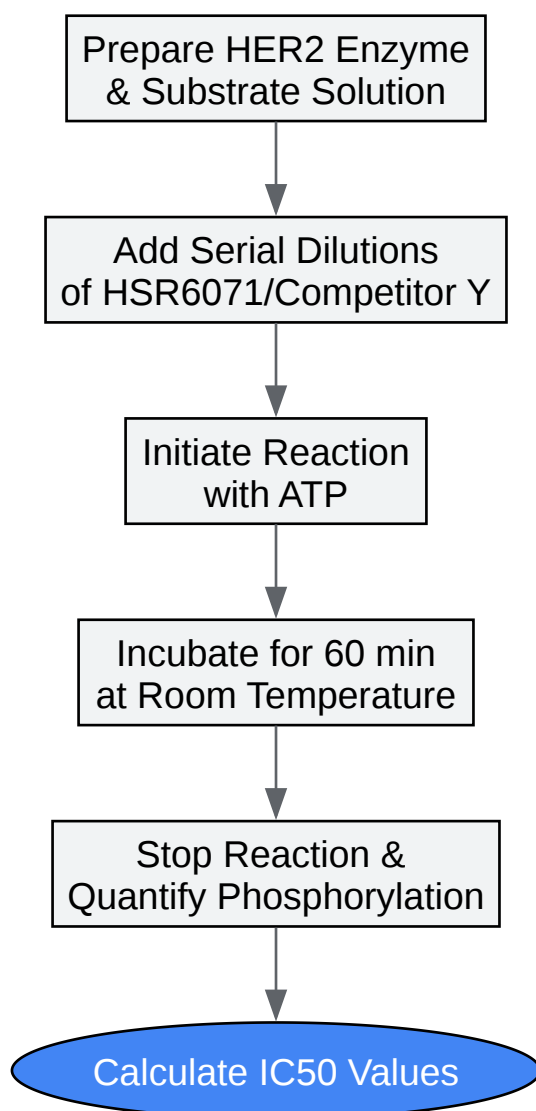 Prepare HER2 Enzyme
& Substrate Solution
Add Serial Dilutions
of HSR6071/Competitor Y
Initiate Reaction
with ATP
Incubate for 60 min
at Room Temperature
Stop Reaction &
Quantify Phosphorylation
Calculate IC50 Values